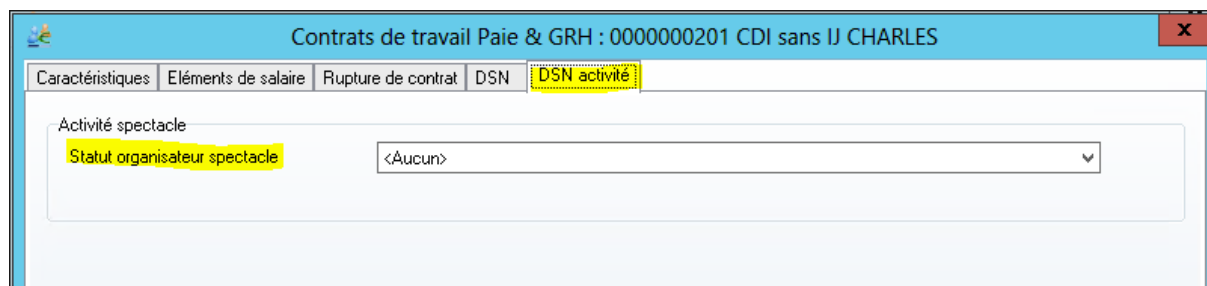 Contrats de travail Paie & GRH : 0000000201 CDI sans IJ CHARLES
x
Caractéristiques Eléments de salaire Rupture de contrat DSN DSN activité
Activité spectacle
Statut organisateur spectacle <Aucun>